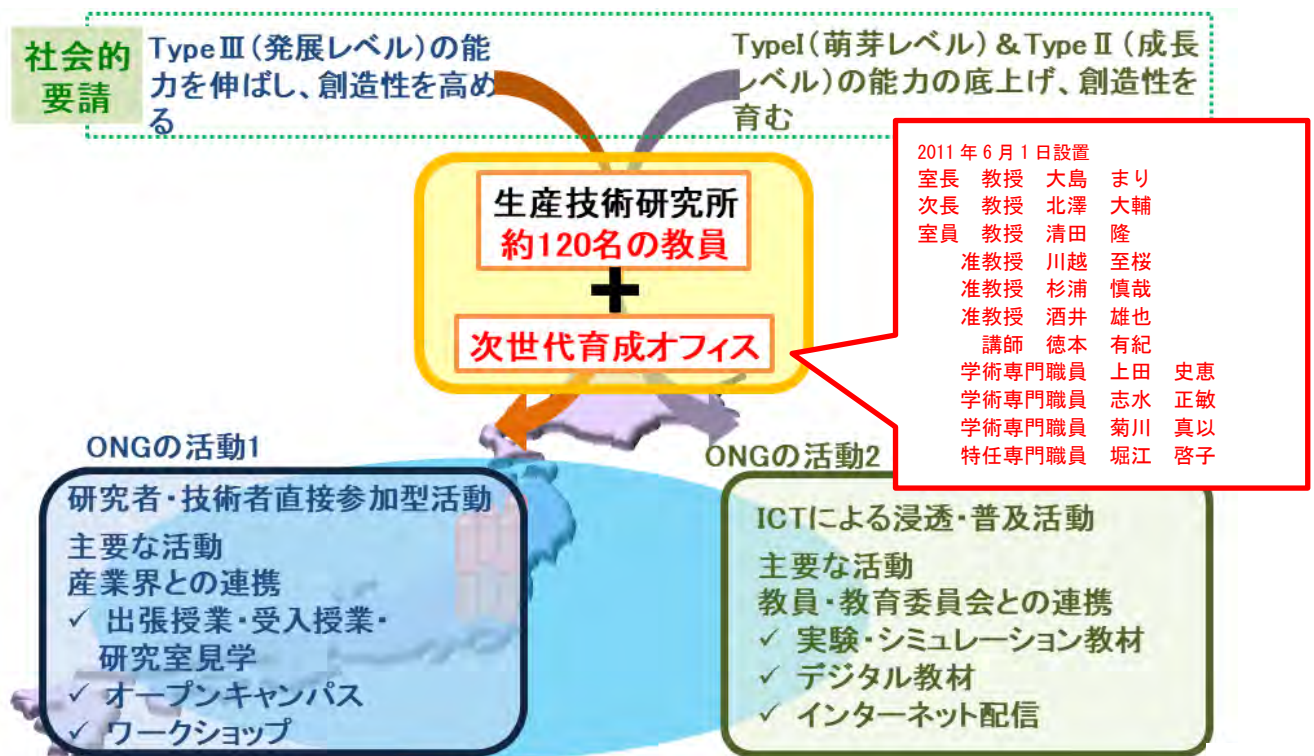 社会的
要請
TypeⅢ(発展レベル)の能
力を伸ばし、創造性を高め
る
TypeI(萌芽レベル)&TypeⅡ(成長
レベル)の能力の底上げ、創造性を
育む
生産技術研究所
約120名の教員
+
次世代育成オフィス
2011年6月1日設置
室長 教授 大島 まり
次長 教授 北澤 大輔
室員 教授 清田 隆
准教授 川越 至桜
准教授 杉浦 慎哉
准教授 酒井 雄也
講師 徳本 有紀
学術専門職員 上田 史恵
学術専門職員 志水 正敏
学術専門職員 菊川 真以
特任専門職員 堀江 啓子
ONGの活動1
研究者・技術者直接参加型活動
主要な活動
産業界との連携
✓ 出張授業・受入授業・
研究室見学
✓ オープンキャンパス
✓ ワークショップ
ONGの活動2
ICTによる浸透・普及活動
主要な活動
教員・教育委員会との連携
✓ 実験・シミュレーション教材
✓ デジタル教材
✓ インターネット配信